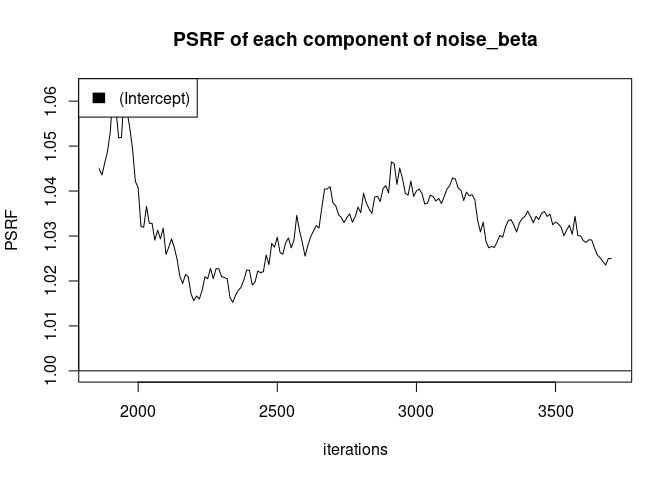 PSRF of each component of noise_beta
(Intercept)
PSRF
1.06
1.05
1.04
1.03
1.02
1.01
1.00
2000 2500 3000 3500
iterations